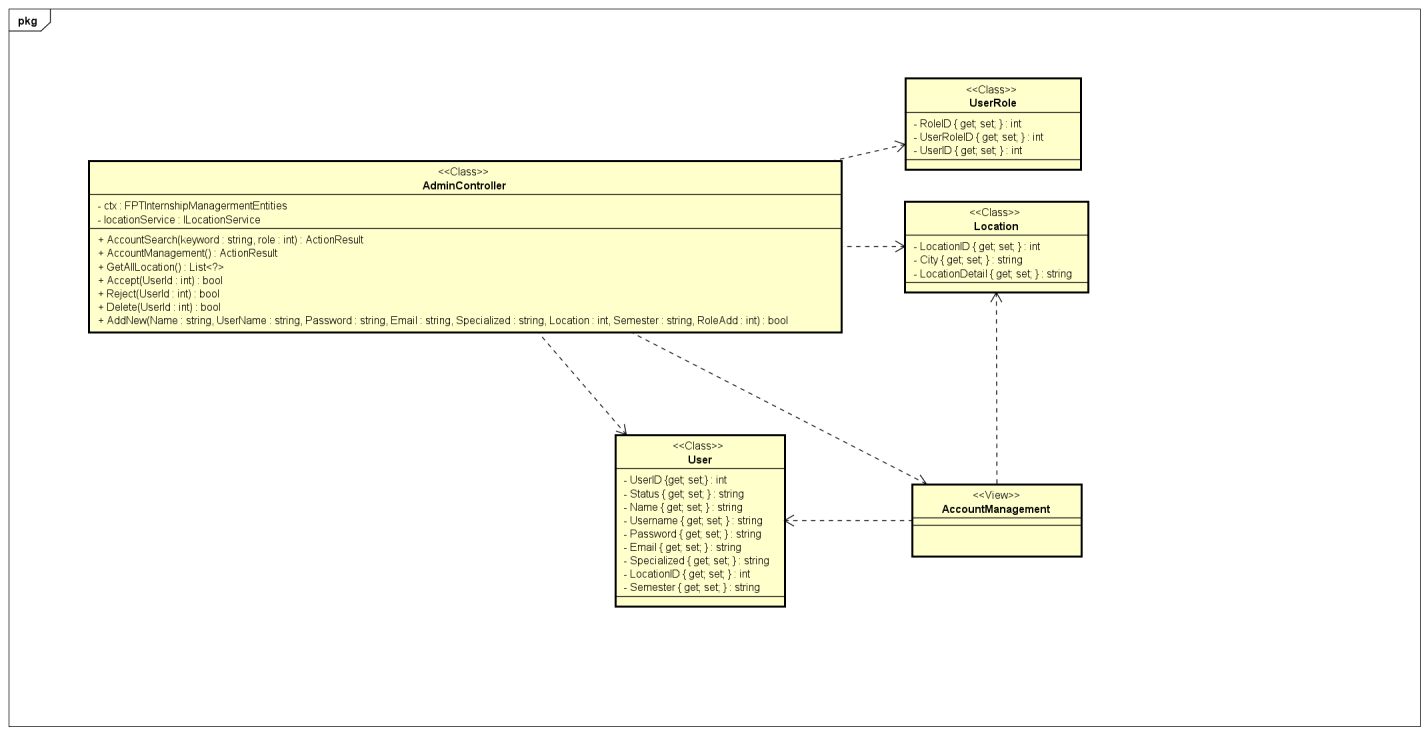 pkg
<<Class>>
UserRole
- RoleID { get; set; } : int
- UserRoleID { get; set; } : int
- UserID { get; set; } : int
<<Class>>
AdminController
- ctx : FPTInternshipManagermentEntities
- locationService : ILocationService
+ AccountSearch(keyword : string, role : int) : ActionResult
+ AccountManagement() : ActionResult
+ GetAllLocation() : List<?>
+ Accept(UserId : int) : bool
+ Reject(UserId : int) : bool
+ Delete(UserId : int) : bool
+ AddNew(Name : string, UserName : string, Password : string, Email : string, Specialized : string, Location : int, Semester : string, RoleAdd : int) : bool
<<Class>>
Location
- LocationID { get; set; } : int
- City { get; set; } : string
- LocationDetail { get; set; } : string
<<Class>>
User
- UserID {get; set;} : int
- Status { get; set; } : string
- Name { get; set; } : string
- Username { get; set; } : string
- Password { get; set; } : string
- Email { get; set; } : string
- Specialized { get; set; } : string
- LocationID { get; set; } : int
- Semester { get; set; } : string
<<View>>
AccountManagement